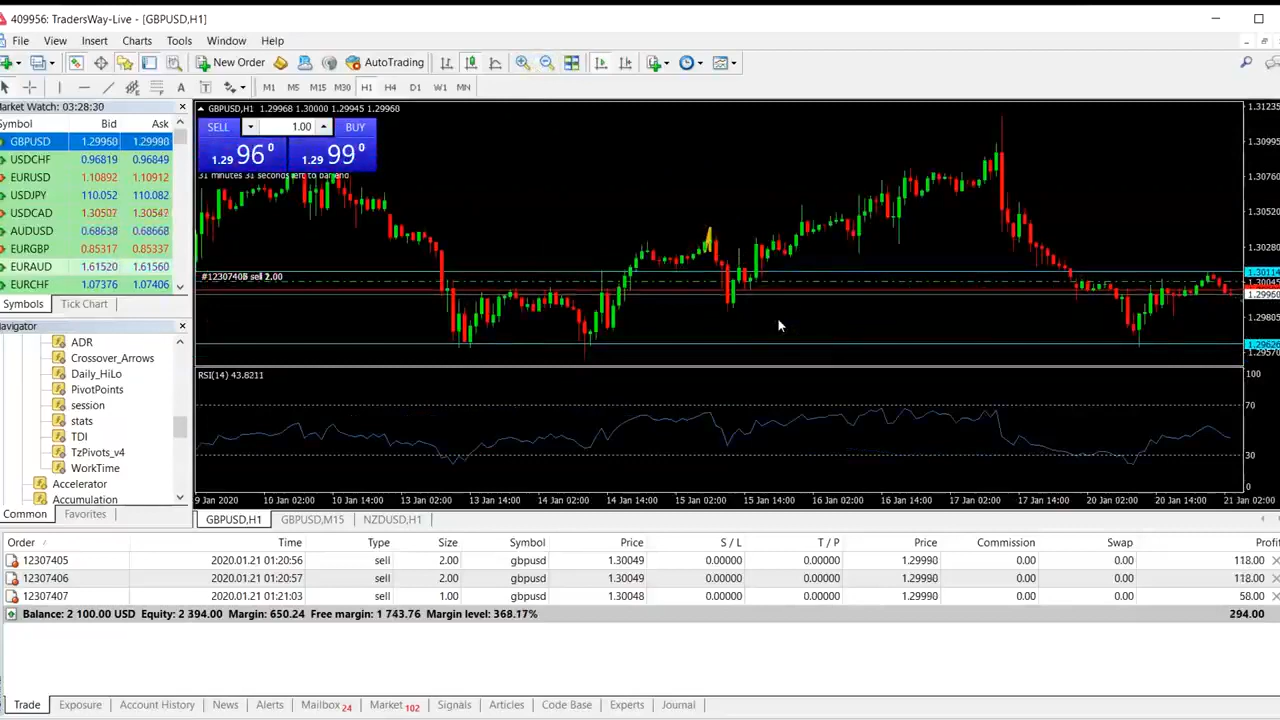 409956: TradersWay-Live - [GBPUSD,H1]
File View Insert Charts Tools Window Help
New Order AutoTrading
A T M1 M5 M15 M30 H1 H4 D1 W1 MN
Market Watch: 03:28:30
Symbol Bid Ask
GBPUSD 1.29960 1.29990
USDCHF 0.96819 0.96849
EURUSD 1.10892 1.10912
USDJPY 110.052 110.082
USDCAD 1.30507 1.30547
AUDUSD 0.68638 0.68668
EURGBP 0.85317 0.85337
EURAUD 1.61520 1.61560
EURCHF 1.07376 1.07406
Symbols Tick Chart
Navigator
ADR
Crossover_Arrows
Daily_HiLo
PivotPoints
session
stats
TDI
TzPivots_v4
WorkTime
Accelerator
Accumulation
Common Favorites
GBPUSD,H1 1.29968 1.30000 1.29945 1.29960
SELL 1.00 BUY
1.29 96 0 1.29 99 0
31 minutes 31 seconds left to bar end
sell 2.00
1.31235
1.30995
1.30760
1.30520
1.30280
1.30114
1.30045
1.29960
1.29805
1.29626
1.29570
RSI(14) 43.8211
100
70
30
0
9 Jan 2020 10 Jan 02:00 10 Jan 14:00 13 Jan 02:00 13 Jan 14:00 14 Jan 02:00 14 Jan 14:00 15 Jan 02:00 15 Jan 14:00 16 Jan 02:00 16 Jan 14:00 17 Jan 02:00 17 Jan 14:00 20 Jan 02:00 20 Jan 14:00 21 Jan 02:00
GBPUSD,H1 GBPUSD,M15 NZDUSD,H1
Order Time Type Size Symbol Price S / L T / P Price Commission Swap Profit
12307405 2020.01.21 01:20:56 sell 2.00 gbpusd 1.30049 0.00000 0.00000 1.29990 0.00 0.00 118.00
12307406 2020.01.21 01:20:57 sell 2.00 gbpusd 1.30049 0.00000 0.00000 1.29990 0.00 0.00 118.00
12307407 2020.01.21 01:21:03 sell 1.00 gbpusd 1.30048 0.00000 0.00000 1.29990 0.00 0.00 58.00
Balance: 2 100.00 USD Equity: 2 394.00 Margin: 650.24 Free margin: 1 743.76 Margin level: 368.17% 294.00
Trade Exposure Account History News Alerts Mailbox 24 Market 102 Signals Articles Code Base Experts Journal